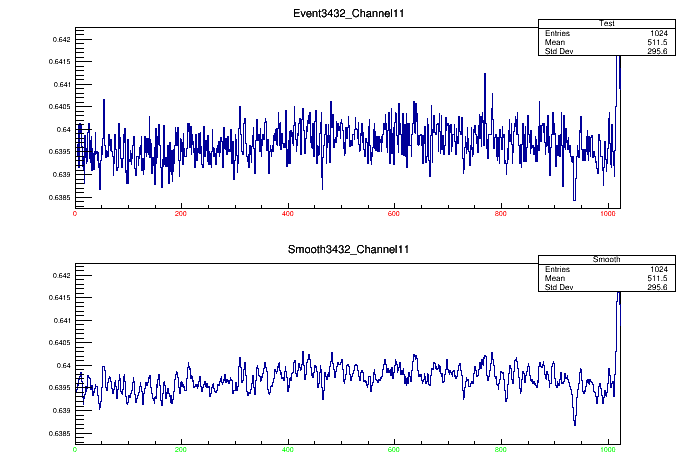 Event3432_Channel11
Test
Entries 1024
Mean 511.5
Std Dev 295.6
0.642
0.6415
0.641
0.6405
0.64
0.6395
0.639
0.6385
0 200 400 600 800 1000
Smooth3432_Channel11
Smooth
Entries 1024
Mean 511.5
Std Dev 295.6
0.642
0.6415
0.641
0.6405
0.64
0.6395
0.639
0.6385
0 200 400 600 800 1000